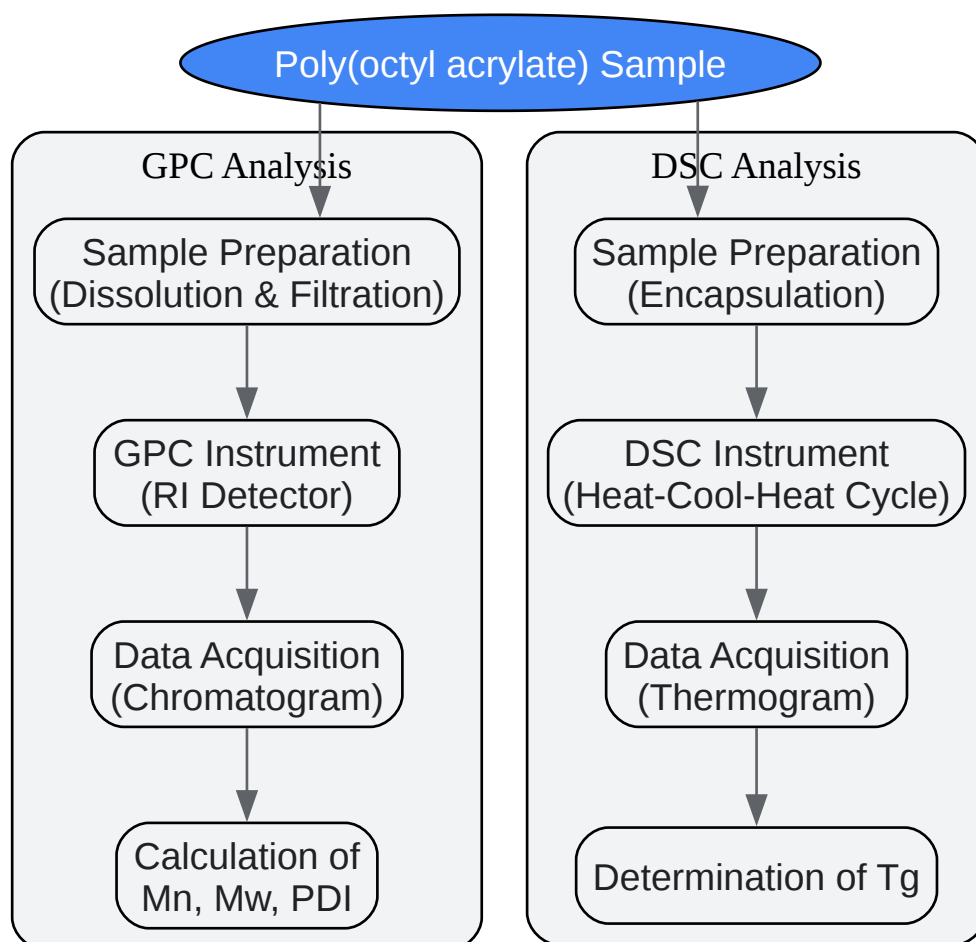 Poly(octyl acrylate) Sample
GPC Analysis
Sample Preparation
(Dissolution & Filtration)
GPC Instrument
(RI Detector)
Data Acquisition
(Chromatogram)
Calculation of
Mn, Mw, PDI
DSC Analysis
Sample Preparation
(Encapsulation)
DSC Instrument
(Heat-Cool-Heat Cycle)
Data Acquisition
(Thermogram)
Determination of Tg